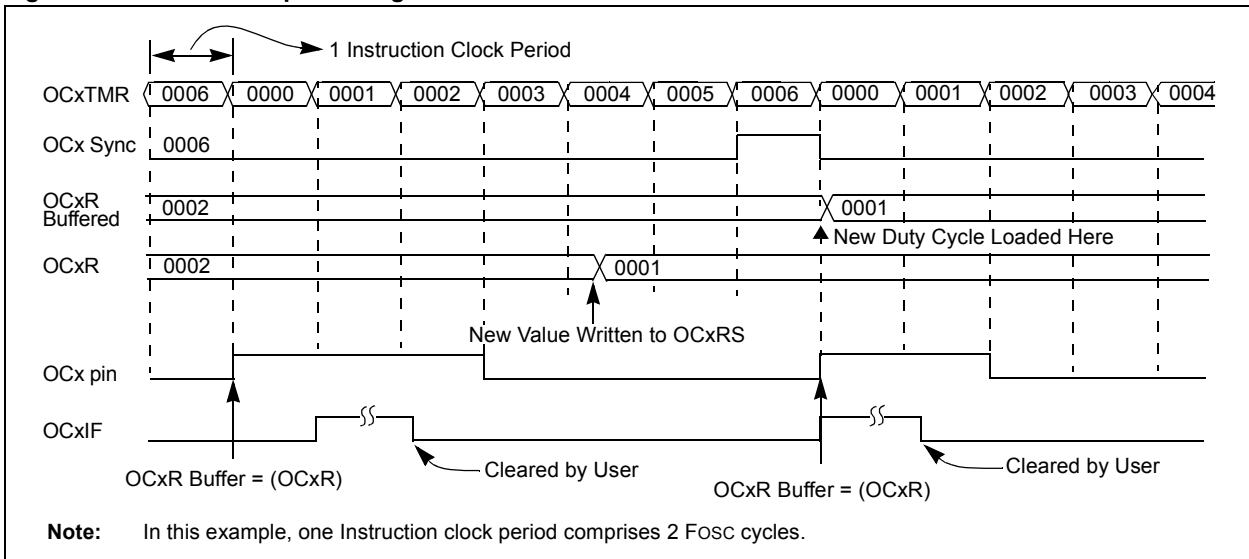 1 Instruction Clock Period
OCxTMR 0006 0000 0001 0002 0003 0004 0005 0006 0000 0001 0002 0003 0004
OCx Sync 0006
OCxR
Buffered 0002 0001
New Duty Cycle Loaded Here
OCxR 0002 0001
New Value Written to OCxRS
OCx pin
OCxIF
Cleared by User Cleared by User
OCxR Buffer = (OCxR) OCxR Buffer = (OCxR)
Note: In this example, one Instruction clock period comprises 2 FOSC cycles.